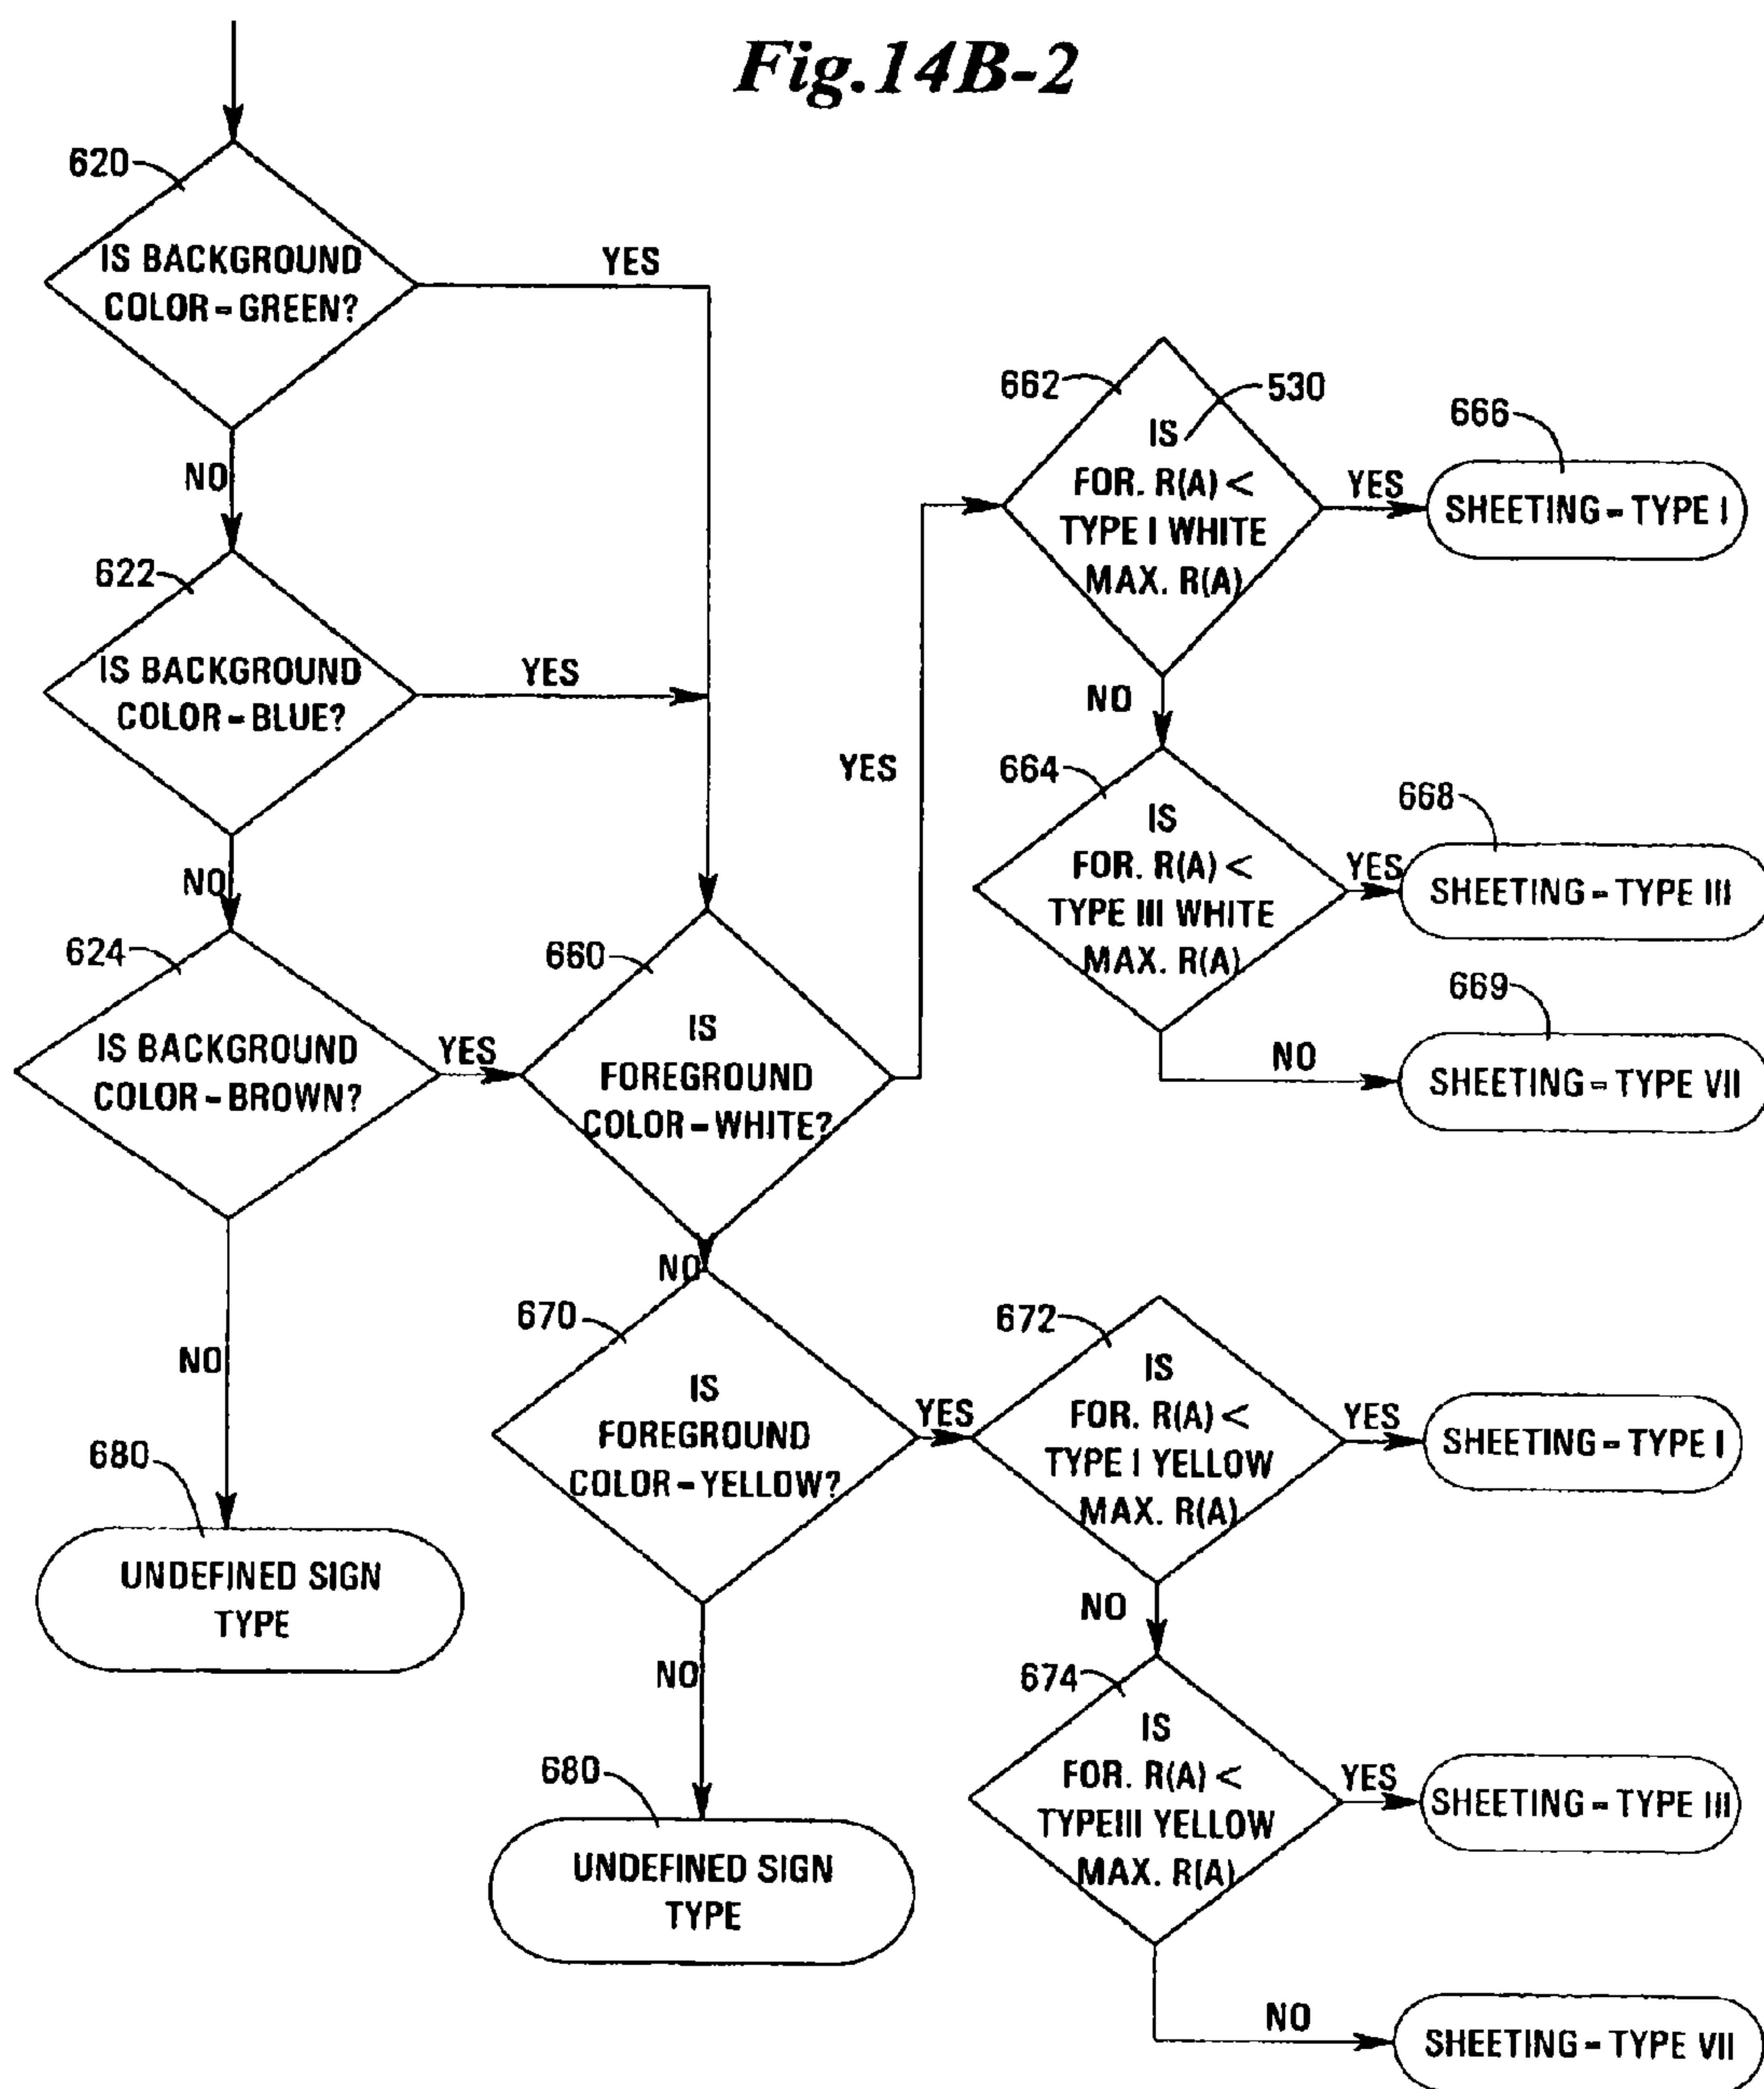 Fig.14B-2
620
IS BACKGROUND
COLOR = GREEN?
YES
NO
622
IS BACKGROUND
COLOR = BLUE?
YES
NO
624
IS BACKGROUND
COLOR = BROWN?
YES
NO
680
UNDEFINED SIGN
TYPE
660
IS
FOREGROUND
COLOR = WHITE?
YES
NO
662
530
IS
FOR. R(A) <
TYPE I WHITE
MAX. R(A)
YES
666
SHEETING = TYPE I
NO
664
IS
FOR. R(A) <
TYPE III WHITE
MAX. R(A)
YES
668
SHEETING = TYPE III
NO
669
SHEETING = TYPE VII
670
IS
FOREGROUND
COLOR = YELLOW?
YES
NO
680
UNDEFINED SIGN
TYPE
672
IS
FOR. R(A) <
TYPE I YELLOW
MAX. R(A)
YES
SHEETING = TYPE I
NO
674
IS
FOR. R(A) <
TYPEIII YELLOW
MAX. R(A)
YES
SHEETING = TYPE III
NO
SHEETING = TYPE VII